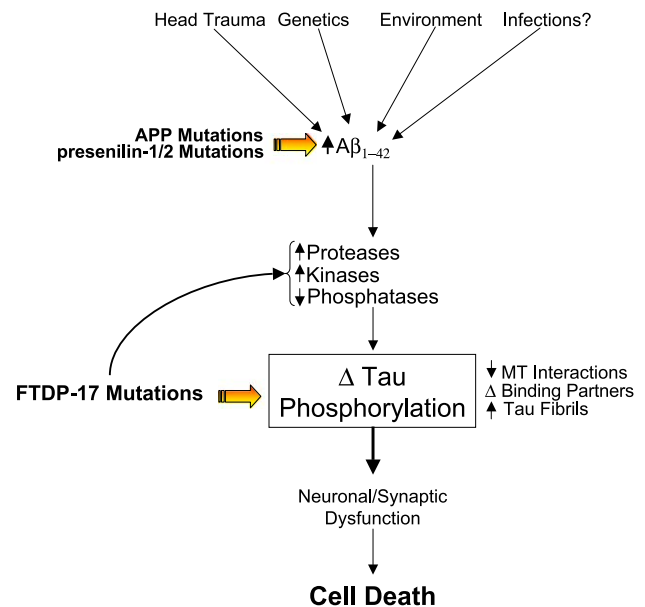 Head Trauma Genetics Environment Infections?
APP Mutations
presenilin-1/2 Mutations
↑Aβ1–42
↑Proteases
↑Kinases
↓Phosphatases
FTDP-17 Mutations
Δ Tau
Phosphorylation
↓ MT Interactions
Δ Binding Partners
↑ Tau Fibrils
Neuronal/Synaptic
Dysfunction
Cell Death